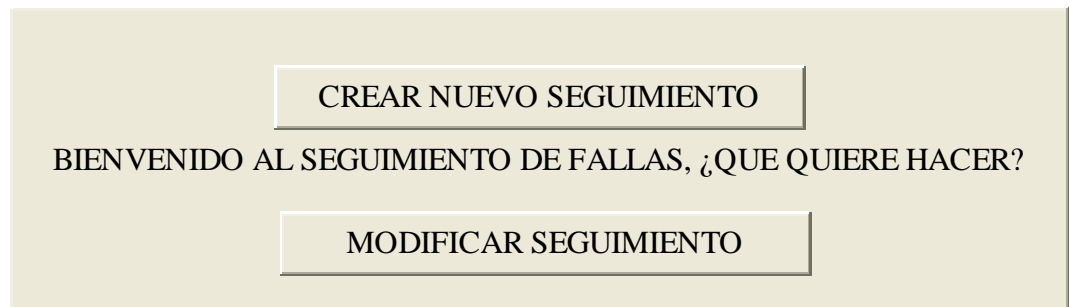 CREAR NUEVO SEGUIMIENTO
BIENVENIDO AL SEGUIMIENTO DE FALLAS, ¿QUE QUIERE HACER?
MODIFICAR SEGUIMIENTO